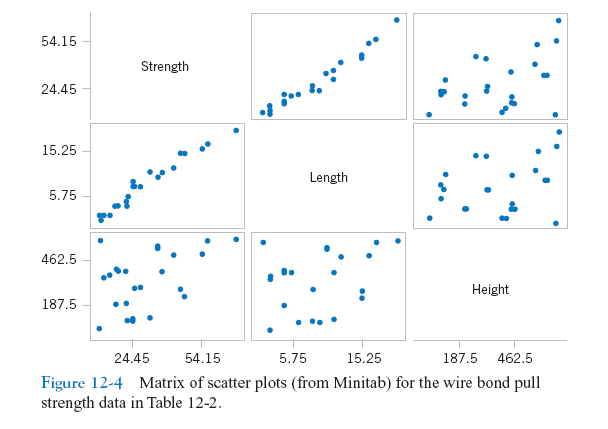 54.15
Strength
24.45
15.25
Length
5.75
462.5
Height
187.5
24.45 54.15 5.75 15.25 187.5 462.5
Figure 12-4 Matrix of scatter plots (from Minitab) for the wire bond pull
strength data in Table 12-2.